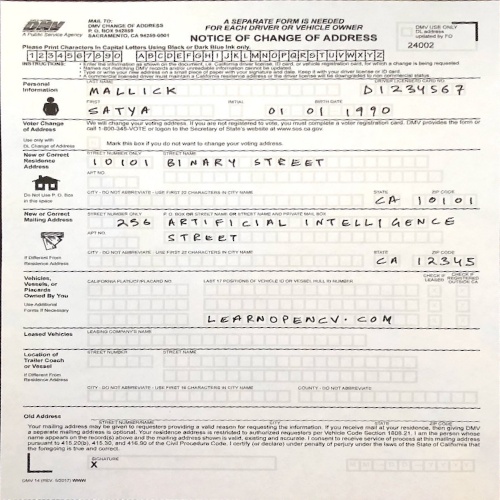 DMV
A Public Service Agency
MAIL TO:
DMV CHANGE OF ADDRESS
P.O. BOX 942859
SACRAMENTO, CA 94259-0001
A SEPARATE FORM IS NEEDED
FOR EACH DRIVER OR VEHICLE OWNER
NOTICE OF CHANGE OF ADDRESS
DMV USE ONLY
DL address
updated by FO
24002
Please Print Characters In Capital Letters Using Black or Dark Blue Ink only.
1 2 3 4 5 6 7 8 9 0 A B C D E F G H I J K L M N O P Q R S T U V W X Y Z
INSTRUCTIONS:
Personal
Information
LAST NAME
MALLICK
D1234567
FIRST
INITIAL
BIRTH DATE
SATYA 01 01 1990
Voter Change
of Address
We will change your voting address. If you are not registered to vote, you must complete a voter registration card. DMV provides the form or
call 1-800-345-VOTE or logon to the Secretary of State's website at www.sos.ca.gov.
Use only with
DL Change of Address
Mark this box if you do not want to change your voting address.
New or Correct
Residence
Address
STREET NUMBER ONLY
STREET NAME
10101 BINARY STREET
APT NO.
Do Not Use P. O. Box
in this space
CITY - DO NOT ABBREVIATE - USE FIRST 22 CHARACTERS IN CITY NAME
STATE
ZIP CODE
CA 10101
New or Correct
Mailing Address
STREET NUMBER ONLY
P. O. BOX OR STREET NAME OR STREET NAME AND PRIVATE MAIL BOX
256 ARTIFICIAL INTELLIGENCE
APT NO.
STREET
If Different From
Residence Address
CITY - DO NOT ABBREVIATE - USE FIRST 22 CHARACTERS IN CITY NAME
STATE
ZIP CODE
CA 12345
Vehicles,
Vessels,
or Placards
Owned By You
CALIFORNIA PLATE/CF/PLACARD NO.
LAST 17 POSITIONS OF VEHICLE ID OR VESSEL HULL ID NUMBER
CHECK IF
LEASED
CHECK IF
REGISTERED
OUTSIDE CA
Use Additional
Forms If Necessary
LEARNOPENCV.COM
Leased Vehicles
LEASING COMPANY'S NAME
Location of
Trailer Coach
or Vessel
STREET NUMBER
STREET NAME
If Different From
Residence Address
CITY - DO NOT ABBREVIATE - USE FIRST 16 CHARACTERS IN CITY NAME
COUNTY - DO NOT ABBREVIATE
Old Address
STREET NUMBER/NAME
CITY
STATE
ZIP CODE
Your mailing address may be given to requesters providing a valid reason for requesting the information. If you receive mail at your residence, then giving DMV
a separate mailing address is optional. Your residence address is restricted to authorized requesters per Vehicle Code Section 1808.21. I am the person whose
name appears on the record(s) above and the mailing address shown is valid, existing and accurate. I consent to receive service of process at this mailing address
pursuant to 415.20(b), 415.30, and 416.90 of the Civil Procedure Code. I certify (or declare) under penalty of perjury under the laws of the State of California that
the foregoing is true and correct.
SIGNATURE
X
DMV 14 (REV. 5/2017) WWW